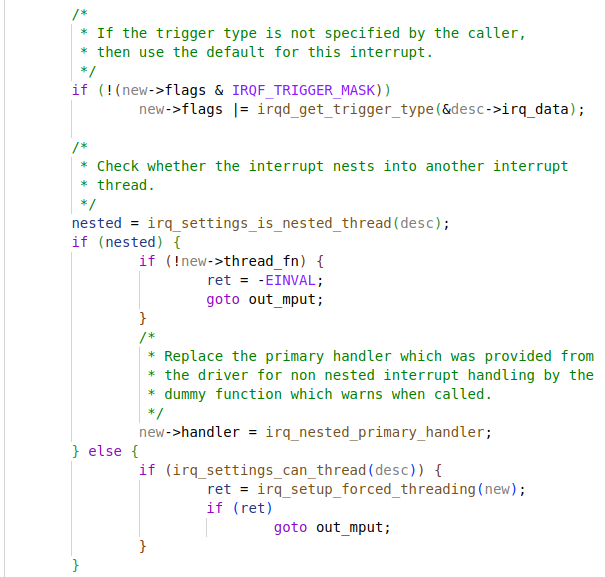 /*
 * If the trigger type is not specified by the caller,
 * then use the default for this interrupt.
 */
if (!(new->flags & IRQF_TRIGGER_MASK))
        new->flags |= irqd_get_trigger_type(&desc->irq_data);

/*
 * Check whether the interrupt nests into another interrupt
 * thread.
 */
nested = irq_settings_is_nested_thread(desc);
if (nested) {
        if (!new->thread_fn) {
                ret = -EINVAL;
                goto out_mput;
        }
        /*
         * Replace the primary handler which was provided from
         * the driver for non nested interrupt handling by the
         * dummy function which warns when called.
         */
        new->handler = irq_nested_primary_handler;
} else {
        if (irq_settings_can_thread(desc)) {
                ret = irq_setup_forced_threading(new);
                if (ret)
                        goto out_mput;
        }
}